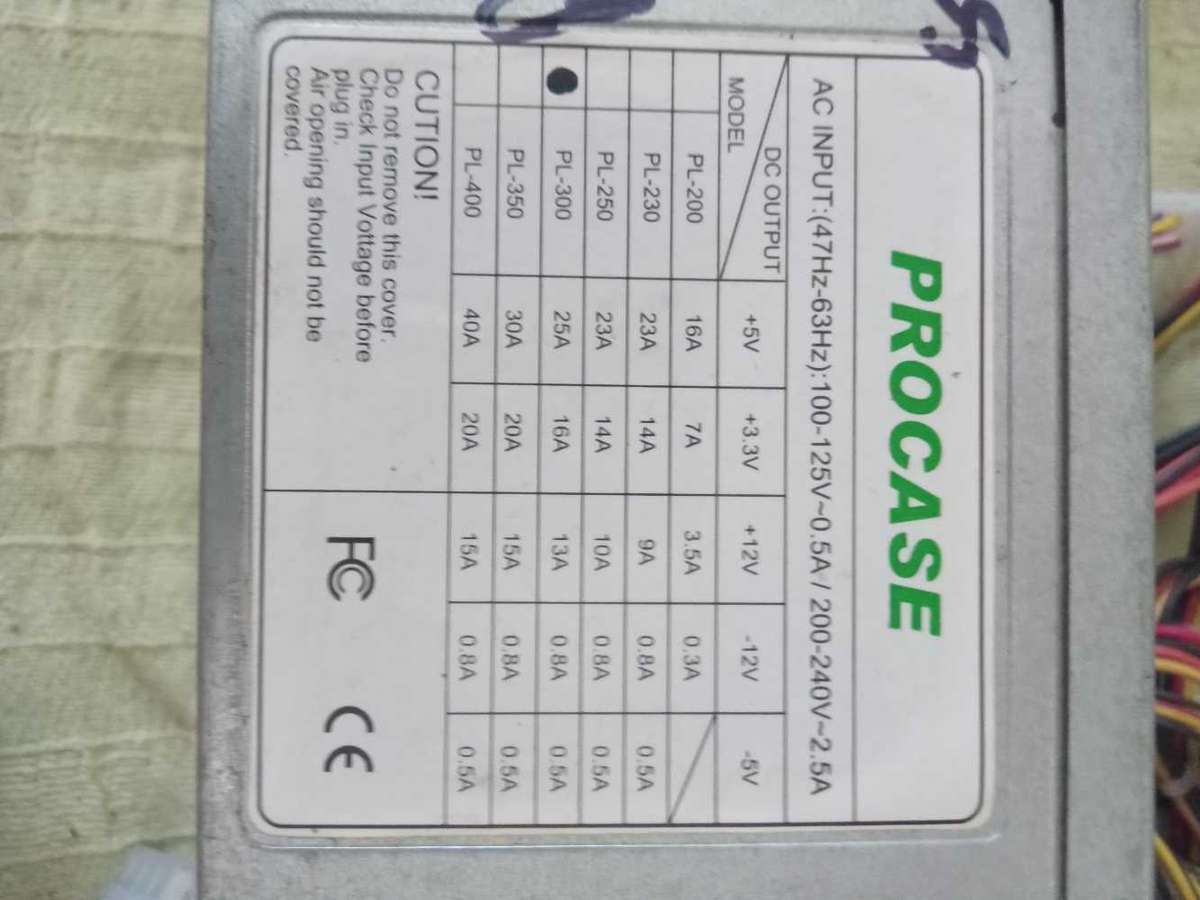 PROCASE
AC INPUT:(47Hz-63Hz):100-125V~0.5A / 200-240V~2.5A
DC OUTPUT
MODEL +5V +3.3V +12V -12V -5V
PL-200 16A 7A 3.5A 0.3A
PL-230 23A 14A 9A 0.8A 0.5A
PL-250 23A 14A 10A 0.8A 0.5A
PL-300 25A 16A 13A 0.8A 0.5A
PL-350 30A 20A 15A 0.8A 0.5A
PL-400 40A 20A 15A 0.8A 0.5A
CUTION!
Do not remove this cover.
Check Input Vottage before
plug in.
Air opening should not be
covered.
FC CE